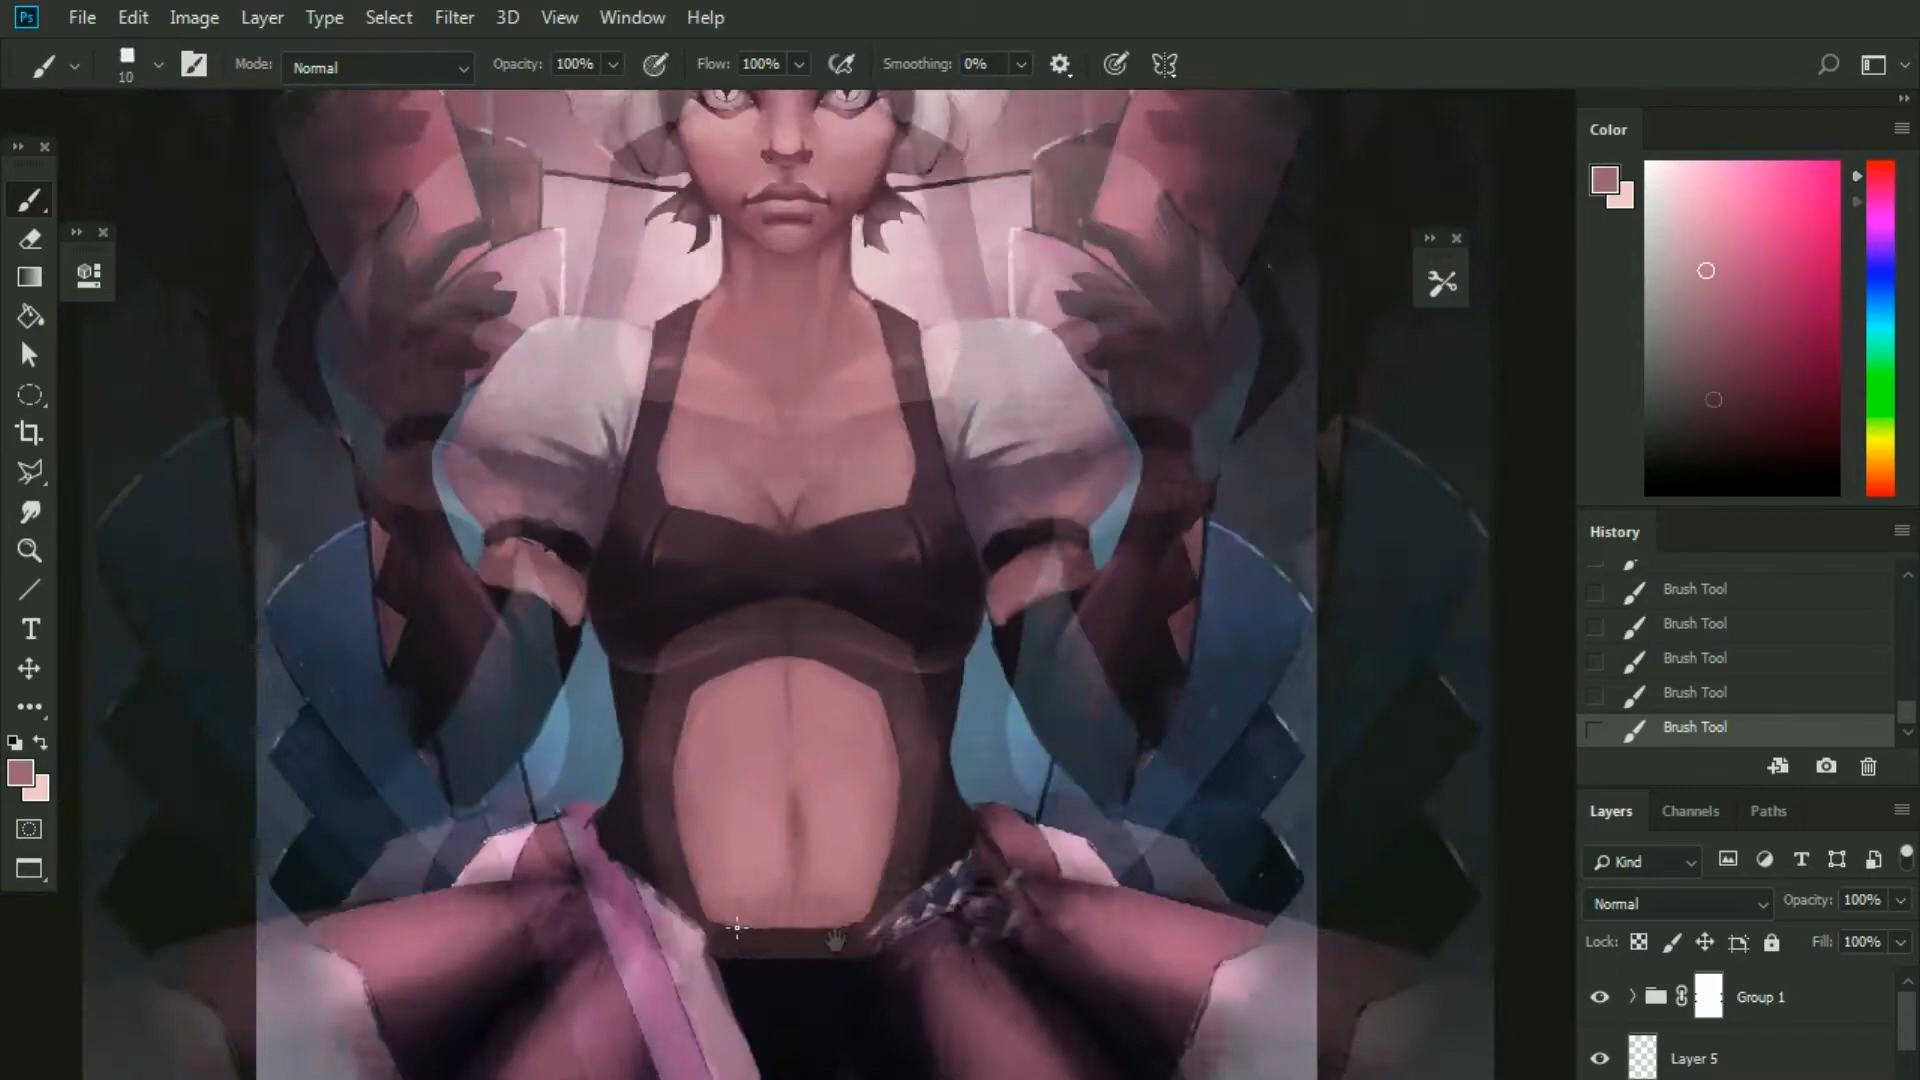 Ps File Edit Image Layer Type Select Filter 3D View Window Help
10 Mode: Normal Opacity: 100% Flow: 100% Smoothing: 0%
Color
History
Brush Tool
Brush Tool
Brush Tool
Brush Tool
Brush Tool
Layers Channels Paths
Kind
Normal Opacity: 100%
Lock: Fill: 100%
Group 1
Layer 5